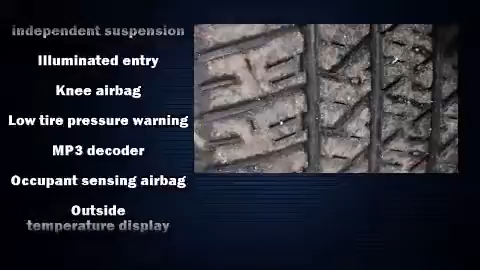 independent suspension
Illuminated entry
Knee airbag
Low tire pressure warning
MP3 decoder
Occupant sensing airbag
Outside
temperature display